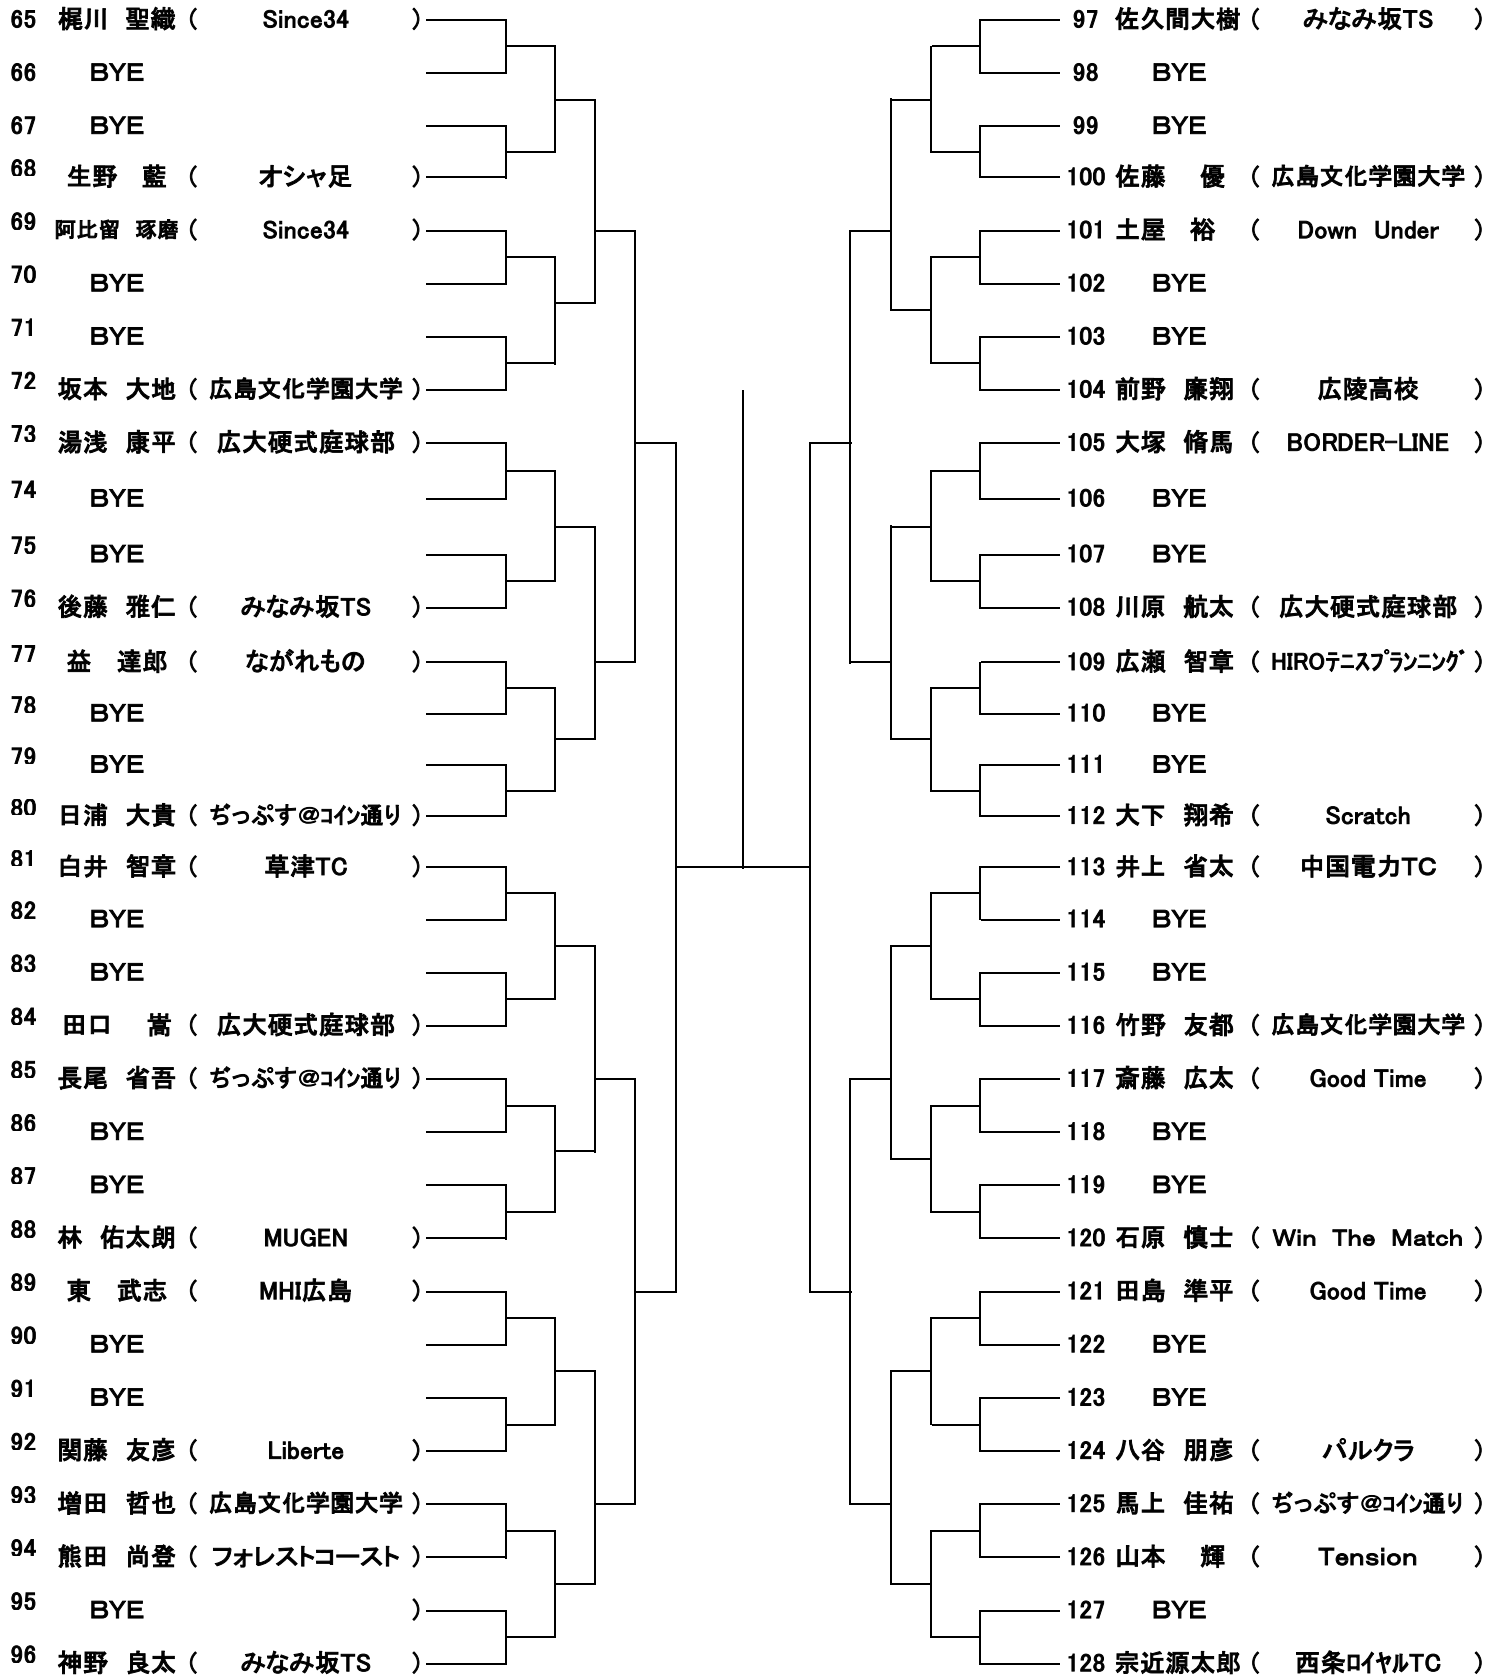 65 梶川 聖織 ( Since34 )
66 BYE
67 BYE
68 生野 藍 ( オシャ足 )
69 阿比留 琢磨 ( Since34 )
70 BYE
71 BYE
72 坂本 大地 ( 広島文化学園大学 )
73 湯浅 康平 ( 広大硬式庭球部 )
74 BYE
75 BYE
76 後藤 雅仁 ( みなみ坂TS )
77 益 達郎 ( ながれもの )
78 BYE
79 BYE
80 日浦 大貴 ( ぢっぷす@コイン通り )
81 白井 智章 ( 草津TC )
82 BYE
83 BYE
84 田口 嵩 ( 広大硬式庭球部 )
85 長尾 省吾 ( ぢっぷす@コイン通り )
86 BYE
87 BYE
88 林 佑太朗 ( MUGEN )
89 東 武志 ( MHI広島 )
90 BYE
91 BYE
92 関藤 友彦 ( Liberte )
93 増田 哲也 ( 広島文化学園大学 )
94 熊田 尚登 ( フォレストコースト )
95 BYE )
96 神野 良太 ( みなみ坂TS )
97 佐久間大樹 ( みなみ坂TS )
98 BYE
99 BYE
100 佐藤 優 ( 広島文化学園大学 )
101 土屋 裕 ( Down Under )
102 BYE
103 BYE
104 前野 廉翔 ( 広陵高校 )
105 大塚 脩馬 ( BORDER-LINE )
106 BYE
107 BYE
108 川原 航太 ( 広大硬式庭球部 )
109 広瀬 智章 ( HIROテニスプランニング )
110 BYE
111 BYE
112 大下 翔希 ( Scratch )
113 井上 省太 ( 中国電力TC )
114 BYE
115 BYE
116 竹野 友都 ( 広島文化学園大学 )
117 斎藤 広太 ( Good Time )
118 BYE
119 BYE
120 石原 慎士 ( Win The Match )
121 田島 準平 ( Good Time )
122 BYE
123 BYE
124 八谷 朋彦 ( パルクラ )
125 馬上 佳祐 ( ぢっぷす@コイン通り )
126 山本 輝 ( Tension )
127 BYE
128 宗近源太郎 ( 西条ロイヤルTC )